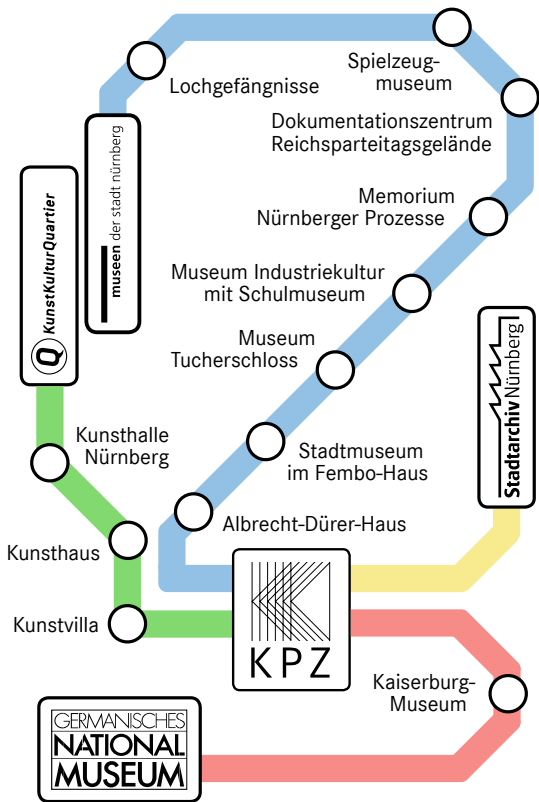 Lochgefängnisse
Spielzeug-
museum
Dokumentationszentrum
Reichsparteitagsgelände
museen der stadt nürnberg
Q KunstKulturQuartier
Memorium
Nürnberger Prozesse
Museum Industriekultur
mit Schulmuseum
Museum
Tucherschloss
Stadtarchiv Nürnberg
Kunsthalle
Nürnberg
Stadtmuseum
im Fembo-Haus
Albrecht-Dürer-Haus
Kunsthaus
Kunstvilla
KPZ
Kaiserburg-
Museum
GERMANISCHES
NATIONAL
MUSEUM